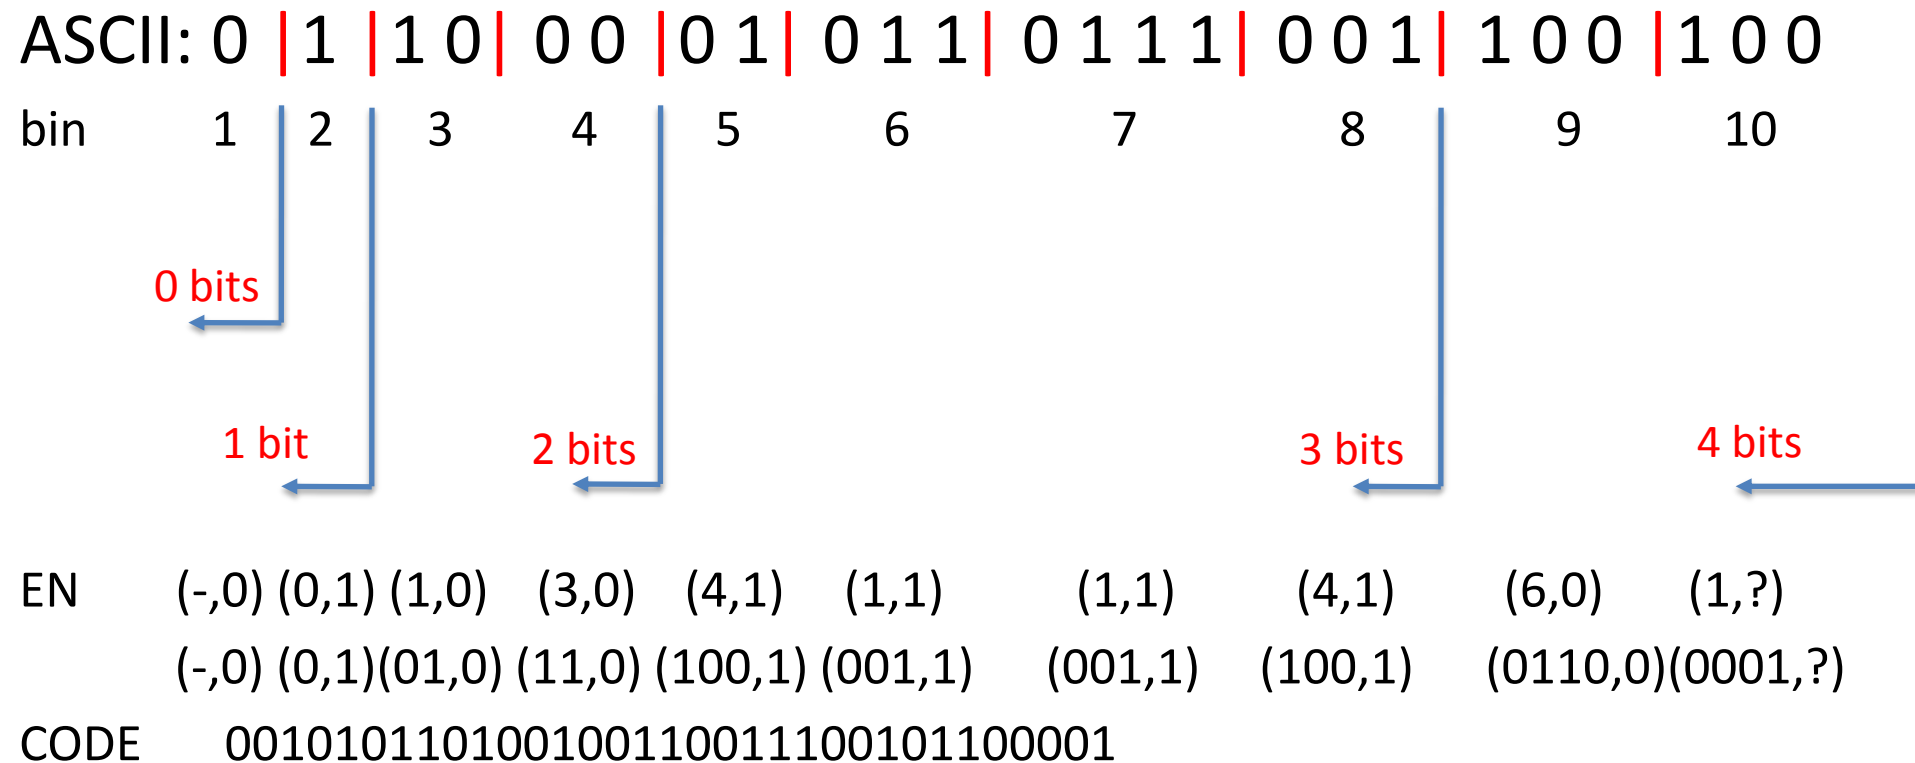 ASCII: 0 | 1 | 1 0 | 0 0 | 0 1 | 0 1 1 | 0 1 1 1 | 0 0 1 | 1 0 0 | 1 0 0
bin 1 2 3 4 5 6 7 8 9 10
0 bits
1 bit 2 bits 3 bits 4 bits
EN (-,0) (0,1) (1,0) (3,0) (4,1) (1,1) (1,1) (4,1) (6,0) (1,?)
(-,0) (0,1)(01,0) (11,0) (100,1) (001,1) (001,1) (100,1) (0110,0)(0001,?)
CODE 001010110100100110011100101100001